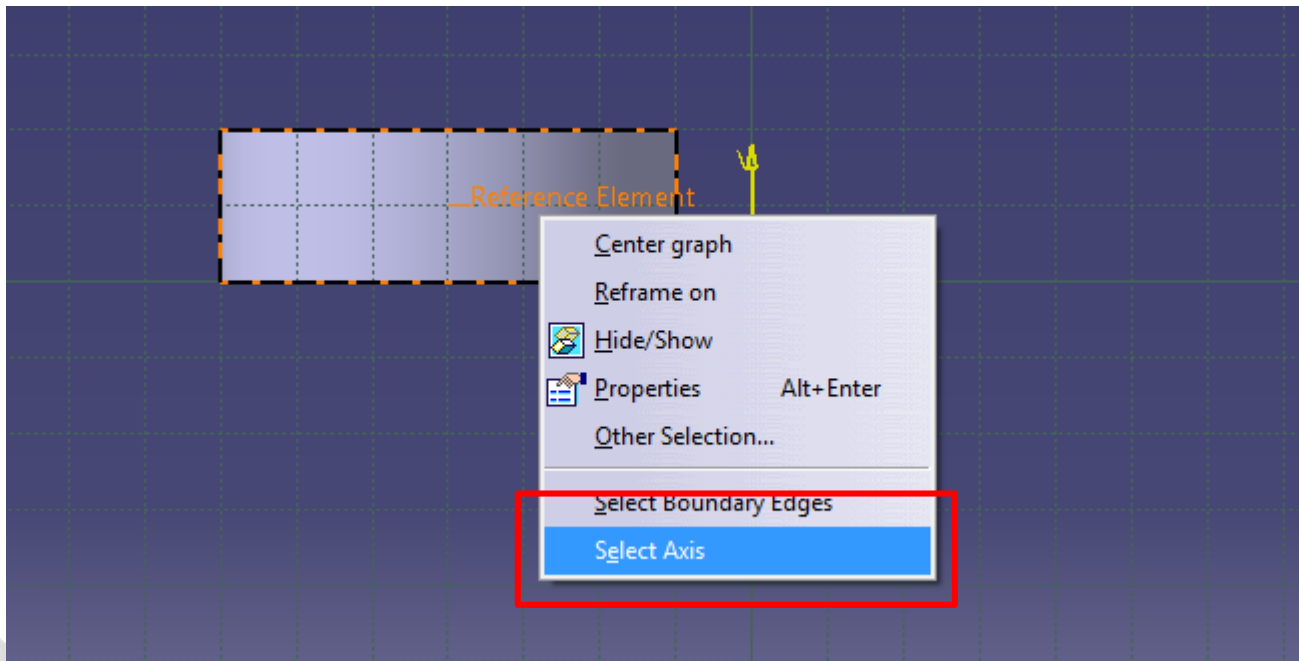 Reference Element
Center graph
Reframe on
Hide/Show
Properties Alt+Enter
Other Selection...
Select Boundary Edges
Select Axis